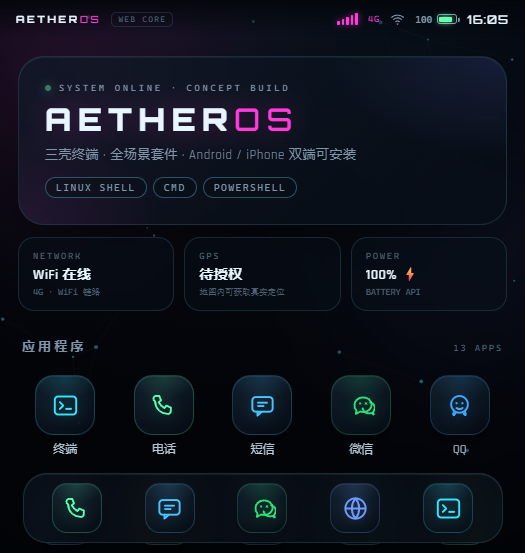 AETHEROS WEB CORE 4G 100 16:05
SYSTEM ONLINE · CONCEPT BUILD
AETHEROS
三壳终端 · 全场景套件 · Android / iPhone 双端可安装
LINUX SHELL CMD POWERSHELL
NETWORK
WiFi 在线
4G · WiFi 链路
GPS
待授权
地图内可获取真实定位
POWER
100% ⚡
BATTERY API
应用程序 13 APPS
终端 电话 短信 微信 QQ